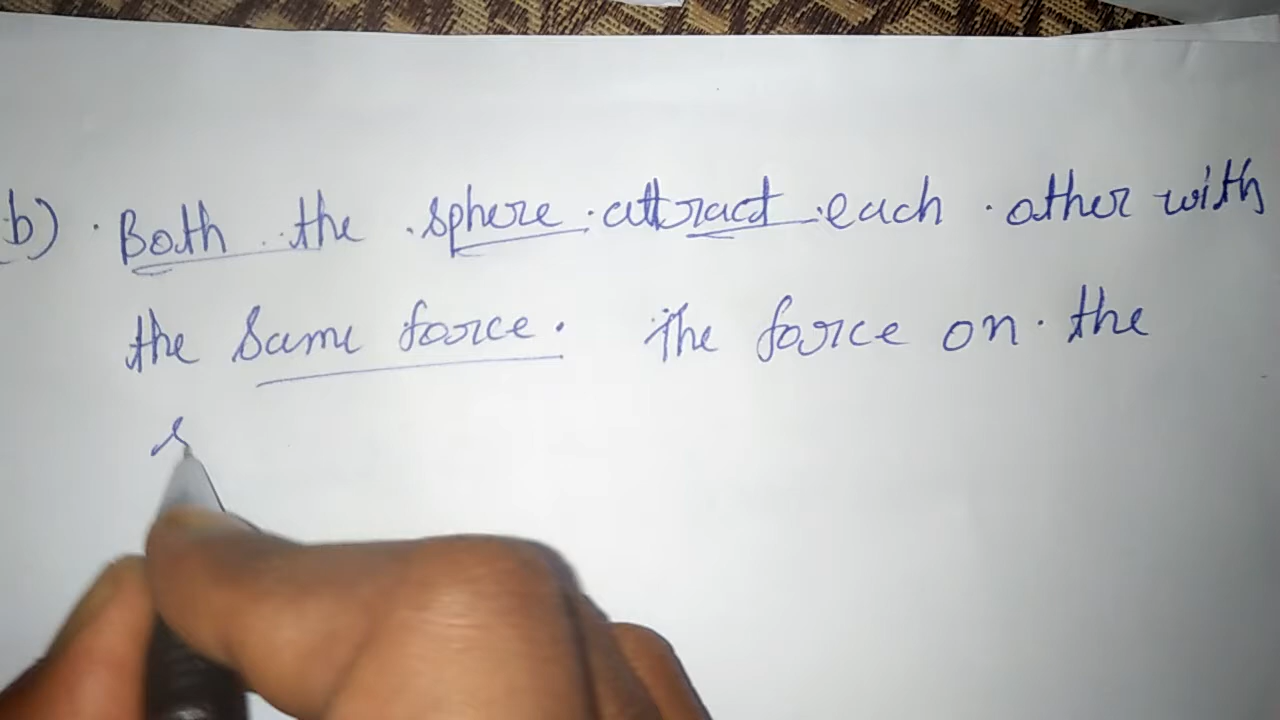 b) Both the sphere attract each other with
the same force. The force on the
s